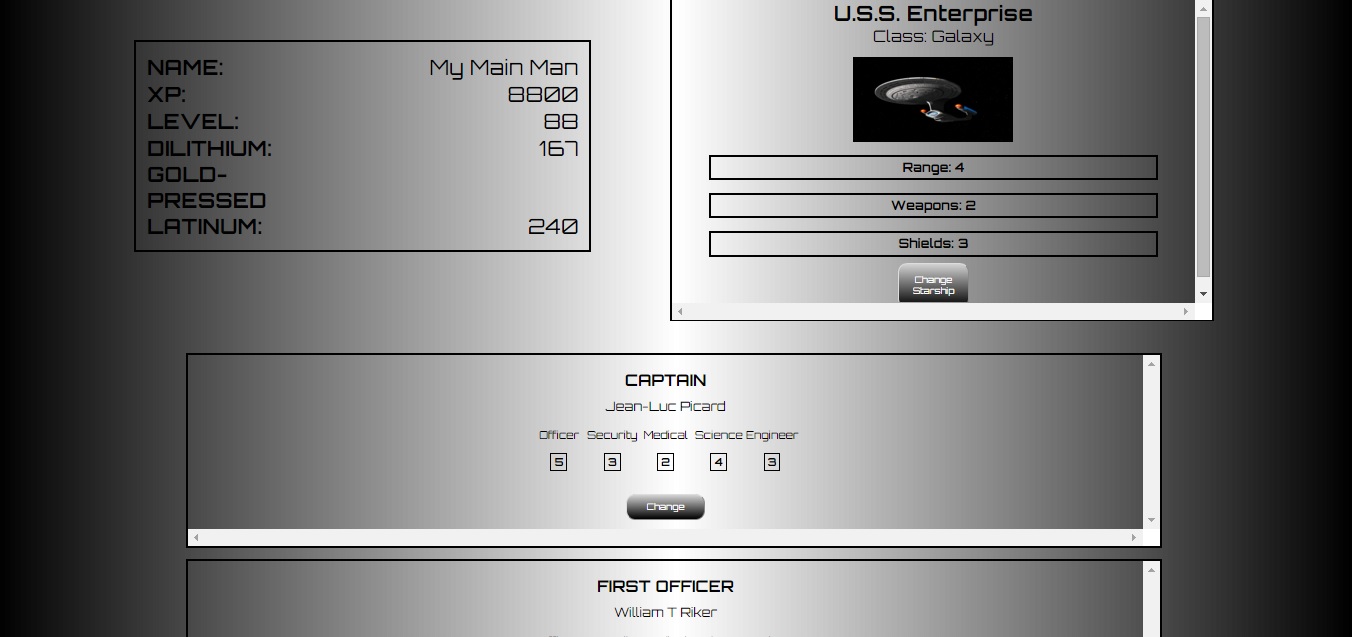 NAME: My Main Man
XP: 8800
LEVEL: 88
DILITHIUM: 167
GOLD-
PRESSED
LATINUM: 240
U.S.S. Enterprise
Class: Galaxy
Range: 4
Weapons: 2
Shields: 3
Change
Starship
CAPTAIN
Jean-Luc Picard
Officer Security Medical Science Engineer
5 3 2 4 3
Change
FIRST OFFICER
William T Riker